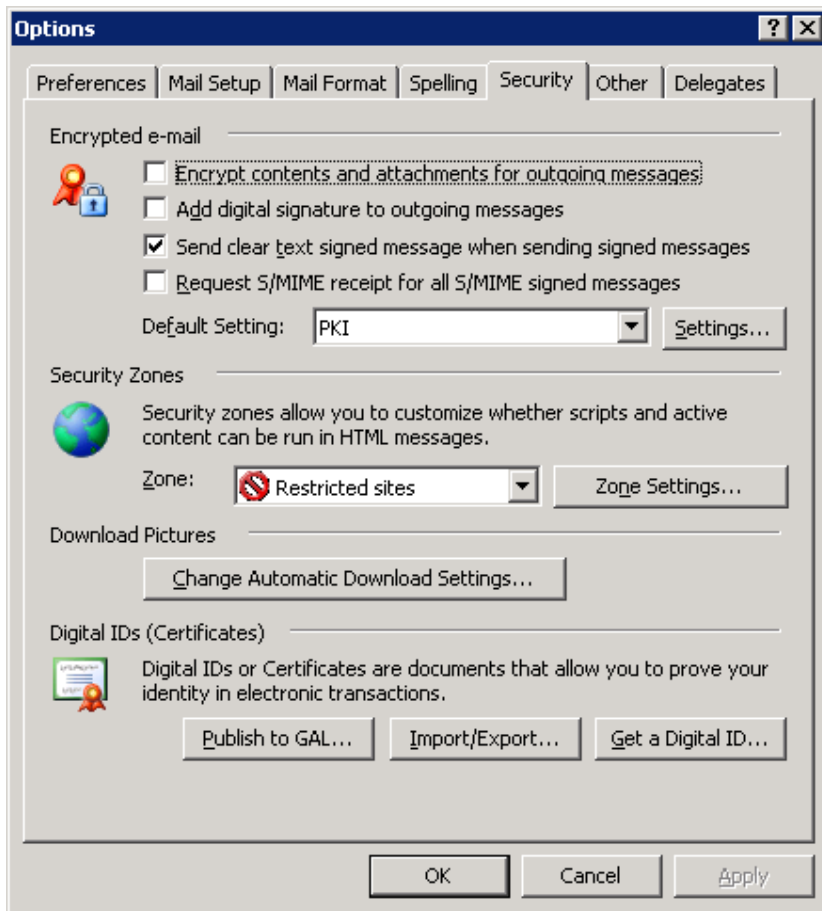 Options
Preferences Mail Setup Mail Format Spelling Security Other Delegates
Encrypted e-mail
Encrypt contents and attachments for outgoing messages
Add digital signature to outgoing messages
Send clear text signed message when sending signed messages
Request S/MIME receipt for all S/MIME signed messages
Default Setting: PKI Settings...
Security Zones
Security zones allow you to customize whether scripts and active
content can be run in HTML messages.
Zone: Restricted sites Zone Settings...
Download Pictures
Change Automatic Download Settings...
Digital IDs (Certificates)
Digital IDs or Certificates are documents that allow you to prove your
identity in electronic transactions.
Publish to GAL... Import/Export... Get a Digital ID...
OK Cancel Apply